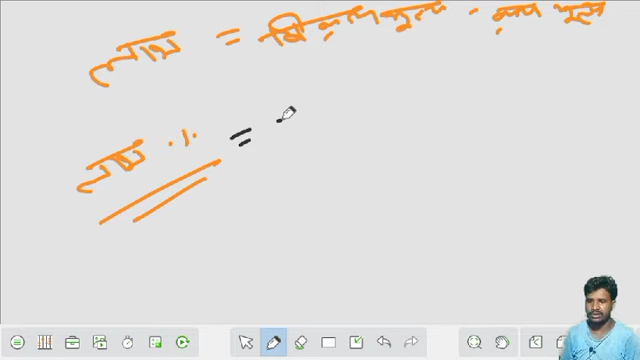 লাভ = বিক্রয় মূল্য - ক্রয় মূল্য
লাভ % =